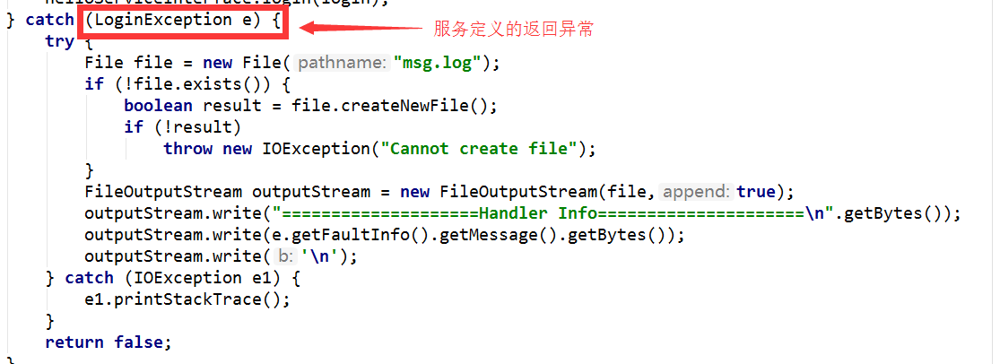 helloServiceInterface.login(login);
} catch (LoginException e) {
服务定义的返回异常
try {
File file = new File( pathname: "msg.log");
if (!file.exists()) {
boolean result = file.createNewFile();
if (!result)
throw new IOException("Cannot create file");
}
FileOutputStream outputStream = new FileOutputStream(file, append: true);
outputStream.write("====================Handler Info=====================\n".getBytes());
outputStream.write(e.getFaultInfo().getMessage().getBytes());
outputStream.write( b: '\n');
} catch (IOException e1) {
e1.printStackTrace();
}
return false;
}